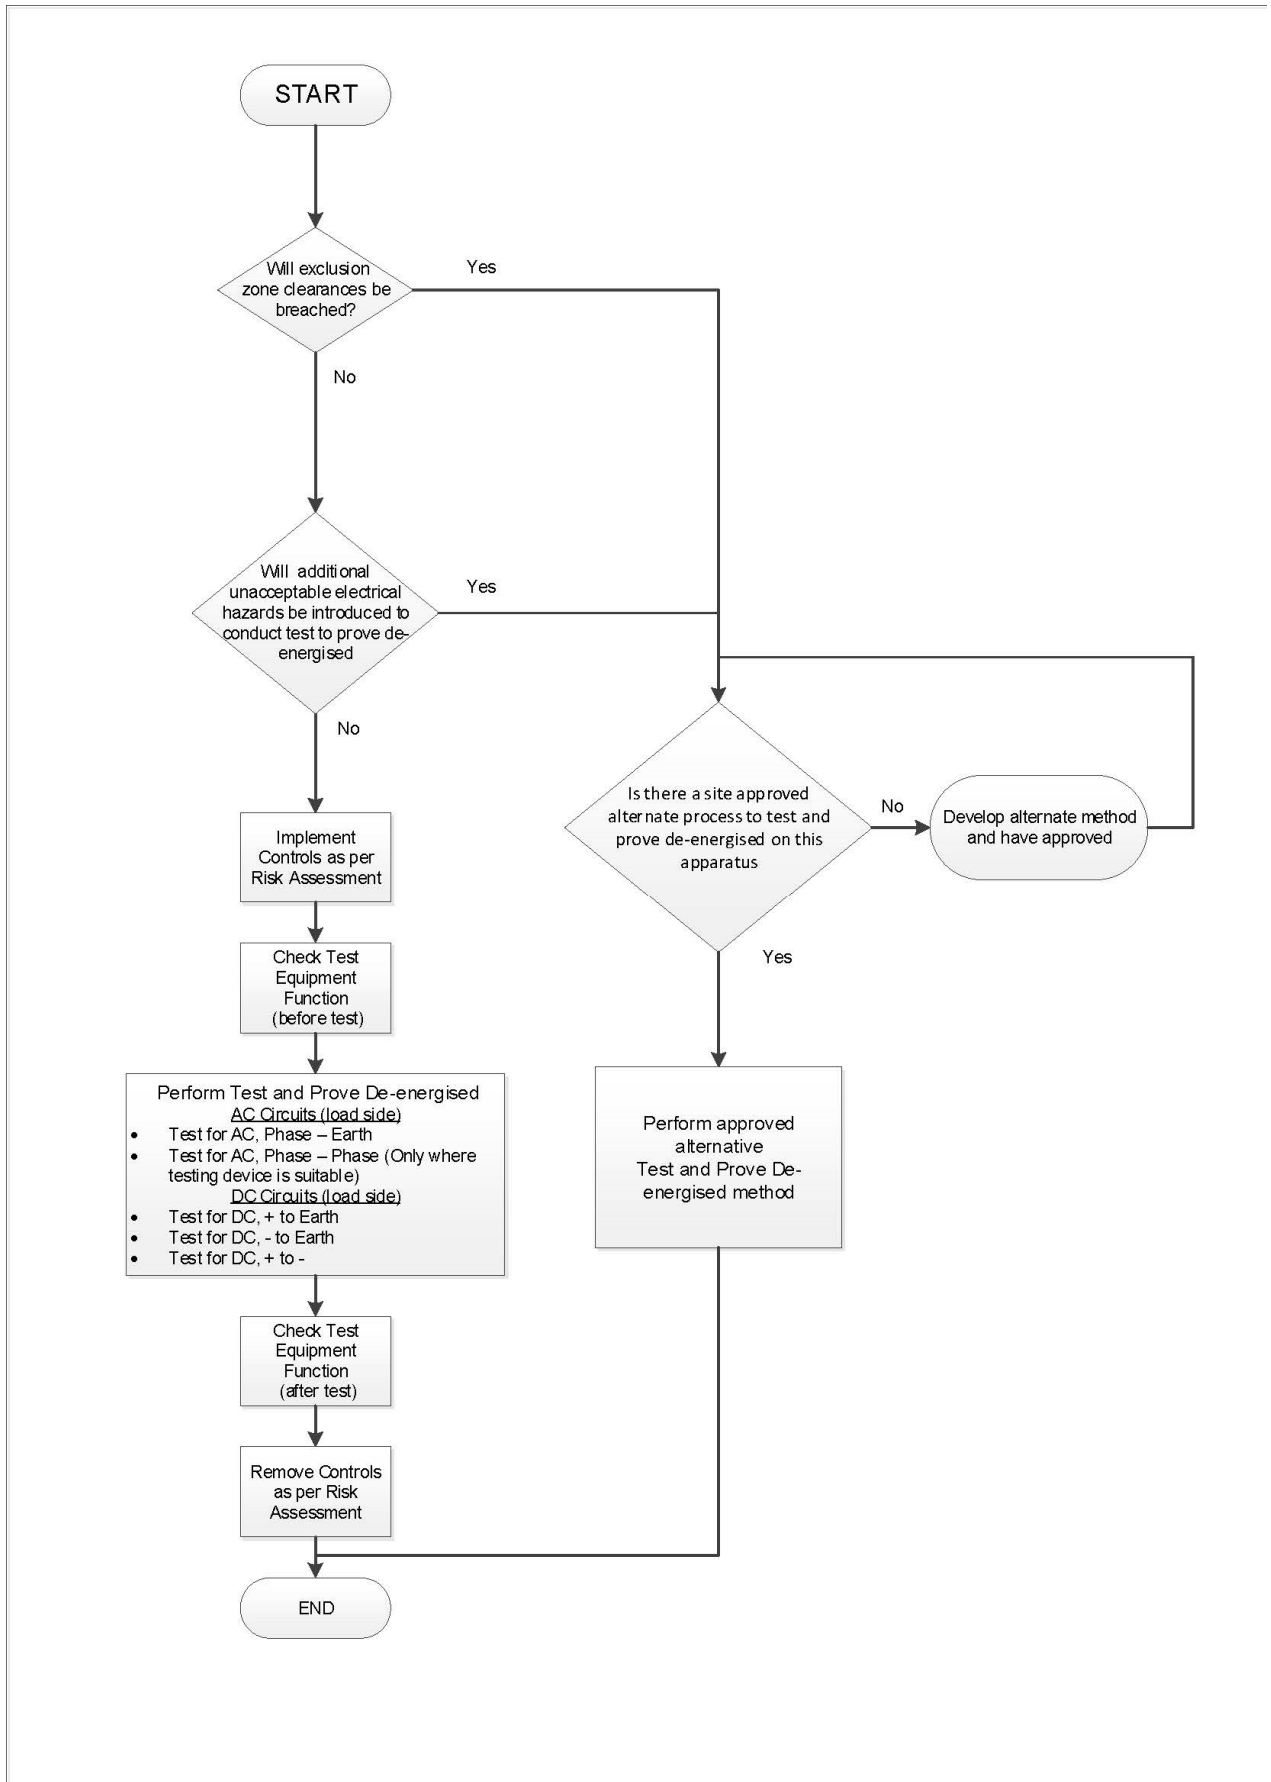 START
Will exclusion
zone clearances be
breached?
Yes
No
Will additional
unacceptable electrical
hazards be introduced to
conduct test to prove de-
energised
Yes
No
Is there a site approved
alternate process to test and
prove de-energised on this
apparatus
No
Develop alternate method
and have approved
Yes
Implement
Controls as per
Risk Assessment
Check Test
Equipment
Function
(before test)
Perform Test and Prove De-energised
AC Circuits (load side)
• Test for AC, Phase – Earth
• Test for AC, Phase – Phase (Only where
testing device is suitable)
DC Circuits (load side)
• Test for DC, + to Earth
• Test for DC, - to Earth
• Test for DC, + to -
Perform approved
alternative
Test and Prove De-
energised method
Check Test
Equipment
Function
(after test)
Remove Controls
as per Risk
Assessment
END